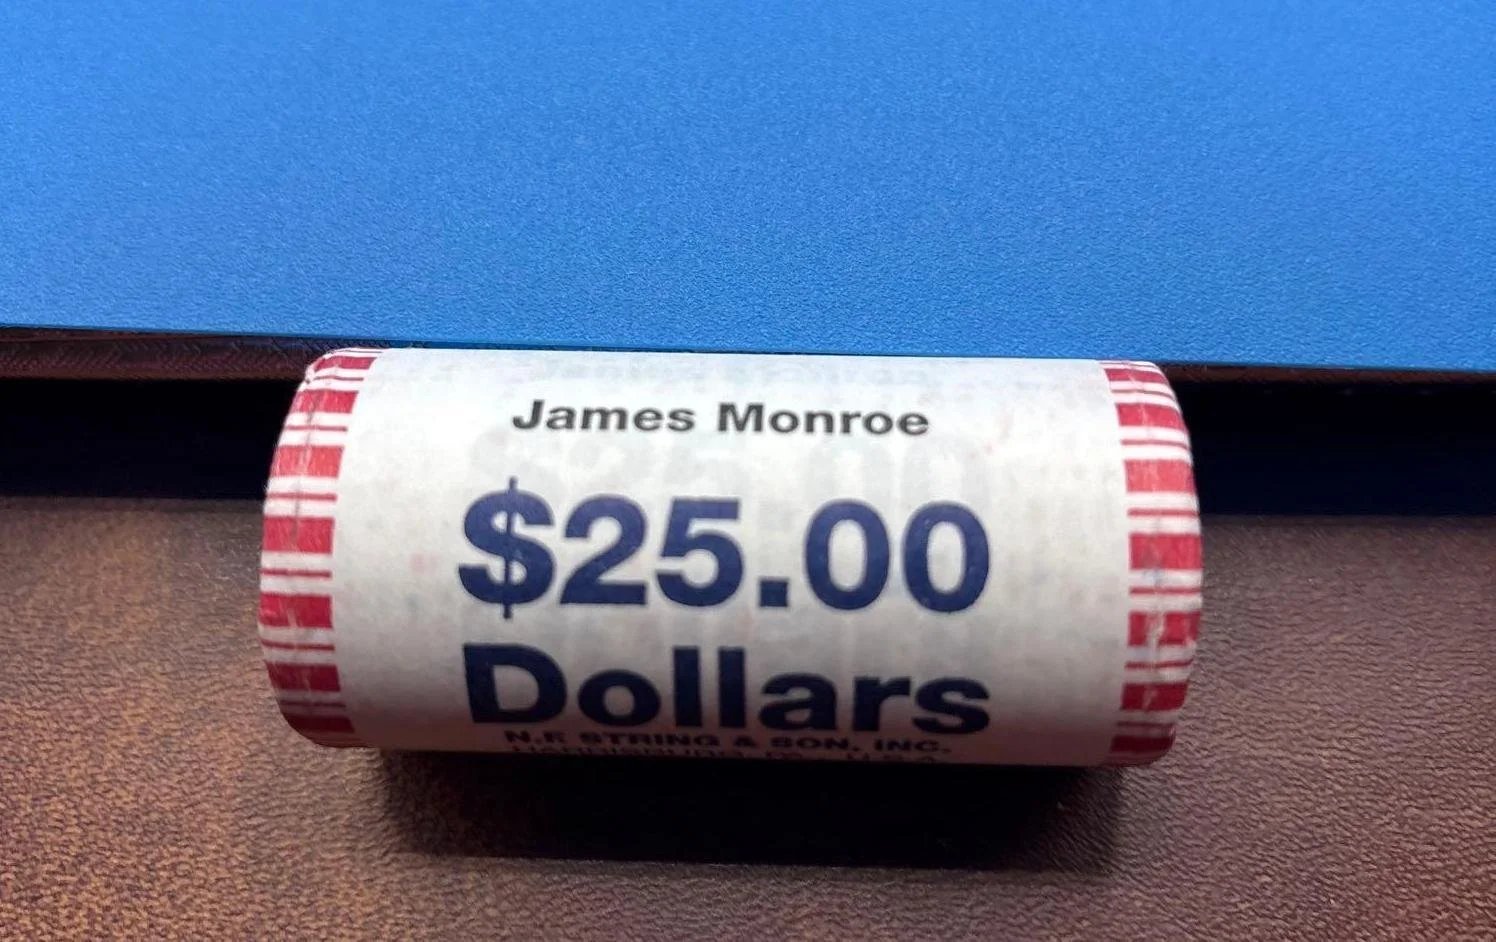 James Monroe
$25.00
Dollars
N.F. STRING & SON, INC.